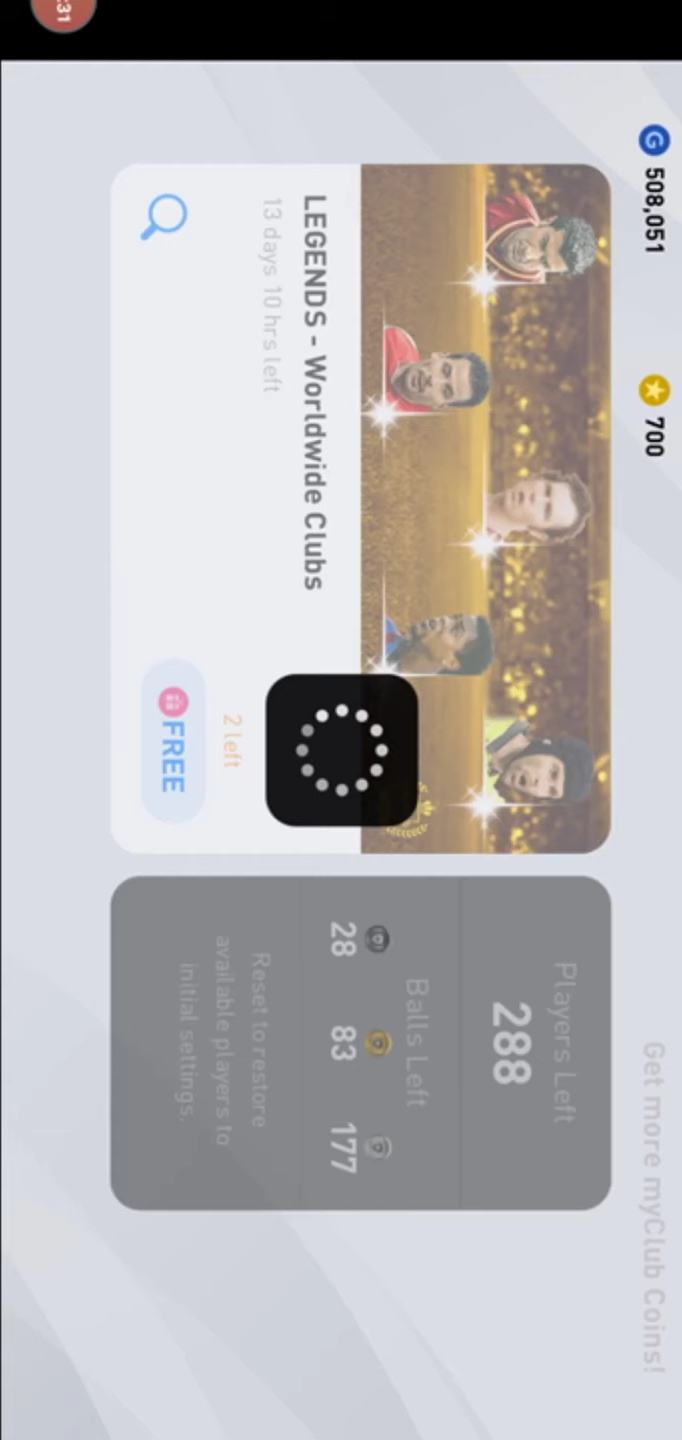 :31
508,051
700
LEGENDS - Worldwide Clubs
13 days 10 hrs left
2 left
FREE
Players Left
288
Balls Left
28 83 177
Reset to restore
available players to
initial settings.
Get more myClub Coins!